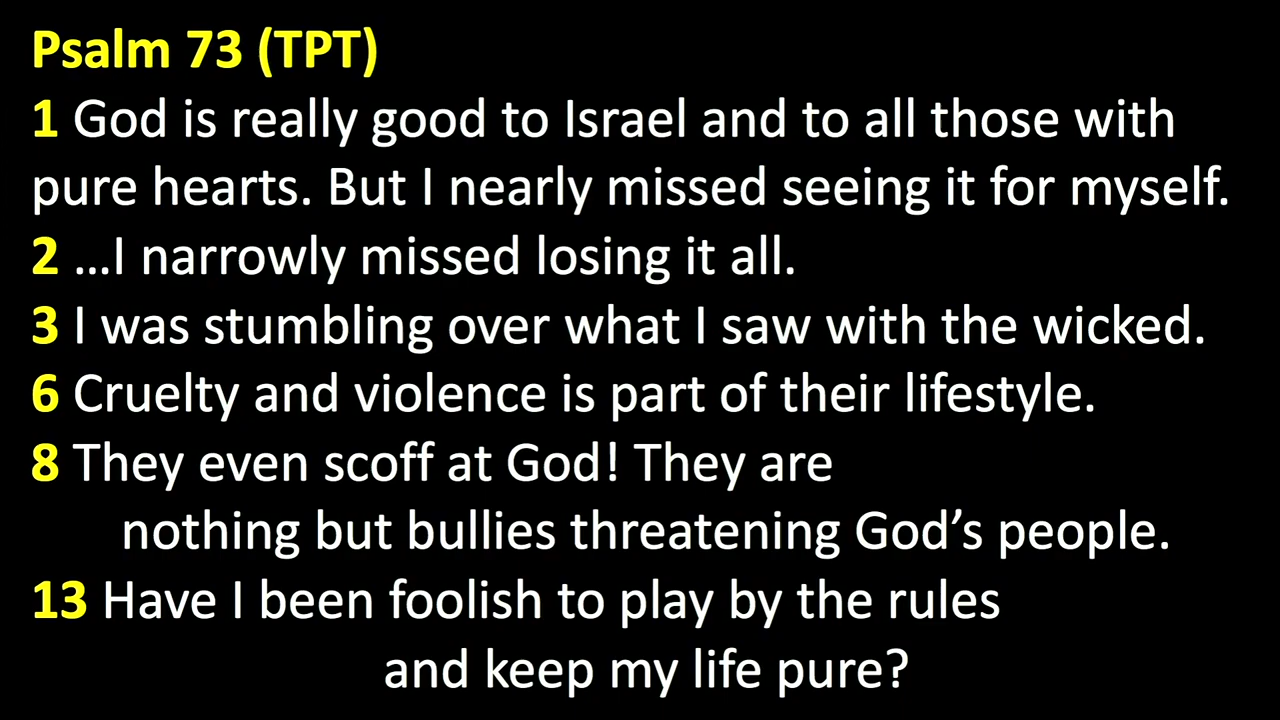 Psalm 73 (TPT)
1 God is really good to Israel and to all those with
pure hearts. But I nearly missed seeing it for myself.
2 ...I narrowly missed losing it all.
3 I was stumbling over what I saw with the wicked.
6 Cruelty and violence is part of their lifestyle.
8 They even scoff at God! They are
nothing but bullies threatening God’s people.
13 Have I been foolish to play by the rules
and keep my life pure?